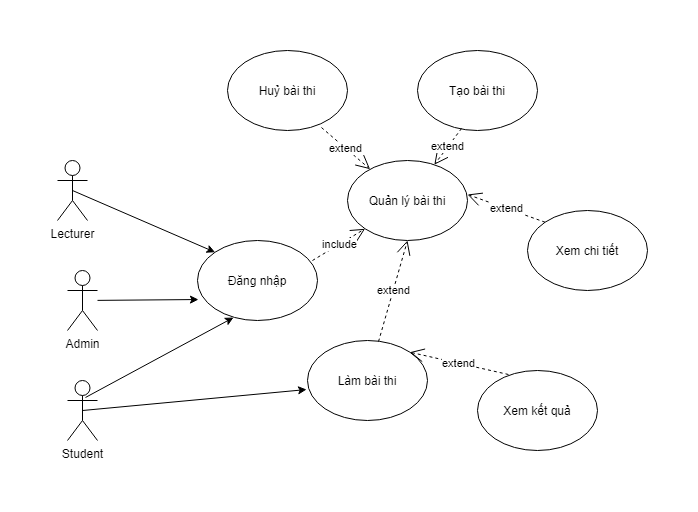 Huỷ bài thi
Tạo bài thi
extend
extend
Quản lý bài thi
Lecturer
extend
include
Xem chi tiết
Đăng nhập
extend
Admin
extend
Làm bài thi
Xem kết quả
Student